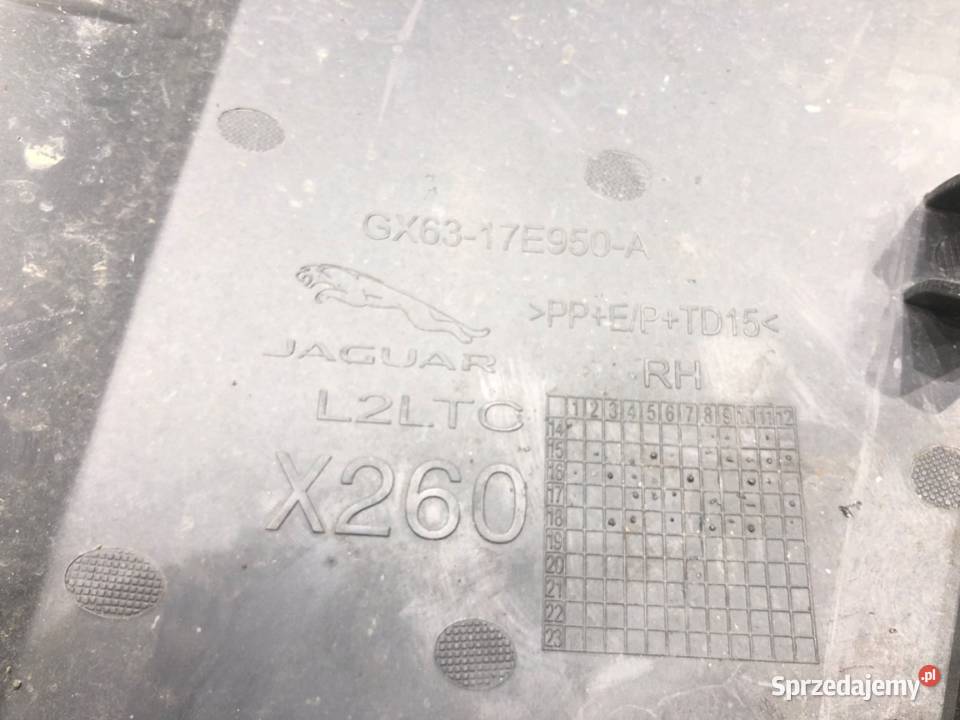 GX63-17E950-A
>PP+E/P+TD15<
JAGUAR
RH
L2LTC
X260
1 2 3 4 5 6 7 8 9 10 11 12
14
15
16
17
18
19
20
21
22
23
Sprzedajemy.pl